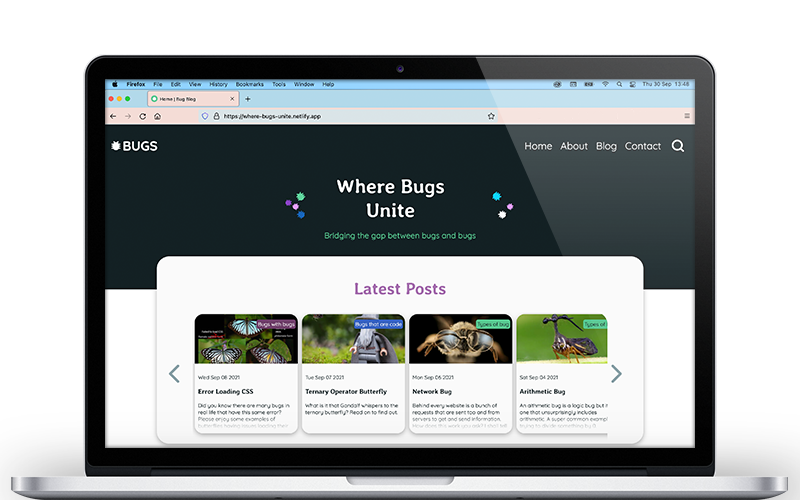 Firefox File Edit View History Bookmarks Tools Window Help
Thu 30 Sep 13:48
Home | Bug Blog
https://where-bugs-unite.netlify.app
BUGS
Home About Blog Contact
Where Bugs
Unite
Bridging the gap between bugs and bugs
Latest Posts
Bugs with bugs
Bugs that are code
Types of bug
Types of
Wed Sep 08 2021
Error Loading CSS
Did you know there are many bugs in
real life that have this same error?
Please enjoy some examples of
butterflies having issues loading their
Tue Sep 07 2021
Ternary Operator Butterfly
What is it that Gandalf whispers to the
ternary butterfly? Read on to find out.
Mon Sep 06 2021
Network Bug
Behind every website is a bunch of
requests that are sent too and from
servers to get and send information.
Sat Sep 04 2021
Arithmetic Bug
An arithmetic bug is a logic bug but
one that unsurprisingly includes
arithmetic. A super common example